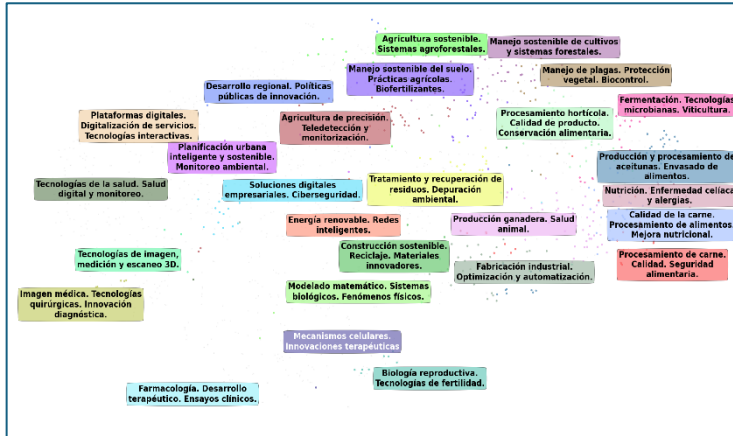 Agricultura sostenible.
Sistemas agroforestales.
Manejo sostenible de cultivos
y sistemas forestales.
Manejo sostenible del suelo.
Prácticas agrícolas.
Biofertilizantes.
Manejo de plagas. Protección
vegetal. Biocontrol.
Desarrollo regional. Políticas
públicas de innovación.
Fermentación. Tecnologías
microbianas. Viticultura.
Plataformas digitales.
Digitalización de servicios.
Tecnologías interactivas.
Agricultura de precisión.
Teledetección y
monitorización.
Procesamiento hortícola.
Calidad de producto.
Conservación alimentaria.
Planificación urbana
inteligente y sostenible.
Monitoreo ambiental.
Producción y procesamiento de
aceitunas. Envasado de
alimentos.
Tecnologías de la salud. Salud
digital y monitoreo.
Soluciones digitales
empresariales. Ciberseguridad.
Tratamiento y recuperación de
residuos. Depuración
ambiental.
Nutrición. Enfermedad celíaca
y alergias.
Energía renovable. Redes
inteligentes.
Producción ganadera. Salud
animal.
Calidad de la carne.
Procesamiento de alimentos.
Mejora nutricional.
Tecnologías de imagen,
medición y escaneo 3D.
Construcción sostenible.
Reciclaje. Materiales
innovadores.
Fabricación industrial.
Optimización y automatización.
Procesamiento de carne.
Calidad. Seguridad
alimentaria.
Imagen médica. Tecnologías
quirúrgicas. Innovación
diagnóstica.
Modelado matemático. Sistemas
biológicos. Fenómenos físicos.
Mecanismos celulares.
Innovaciones terapéuticas
Biología reproductiva.
Tecnologías de fertilidad.
Farmacología. Desarrollo
terapéutico. Ensayos clínicos.